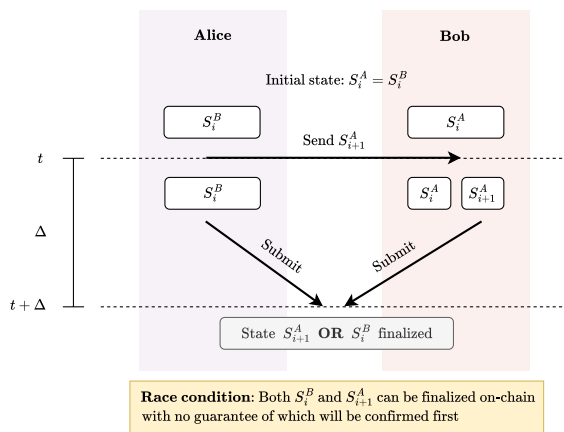 Alice Bob
Initial state: $S_i^A = S_i^B$
$S_i^B$ $S_i^A$
Send $S_{i+1}^A$
$t$
$S_i^B$ $S_i^A$ $S_{i+1}^A$
$\Delta$
Submit Submit
$t + \Delta$
State $S_{i+1}^A$ OR $S_i^B$ finalized
Race condition: Both $S_i^B$ and $S_{i+1}^A$ can be finalized on-chain
with no guarantee of which will be confirmed first